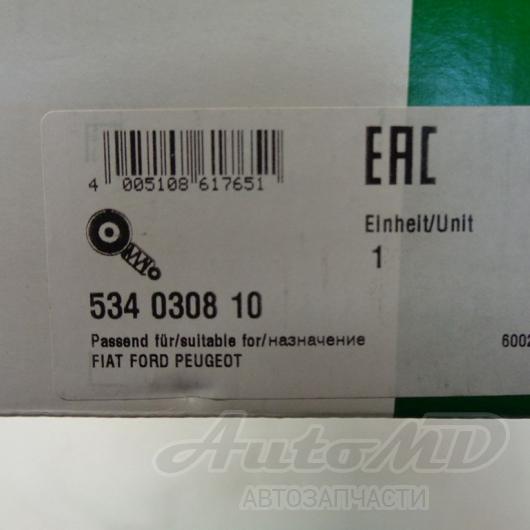 4 005108 617651
EAC
Einheit/Unit
1
534 0308 10
Passend für/suitable for/назначение
FIAT FORD PEUGEOT
6002
AutoMD
АВТОЗАПЧАСТИ